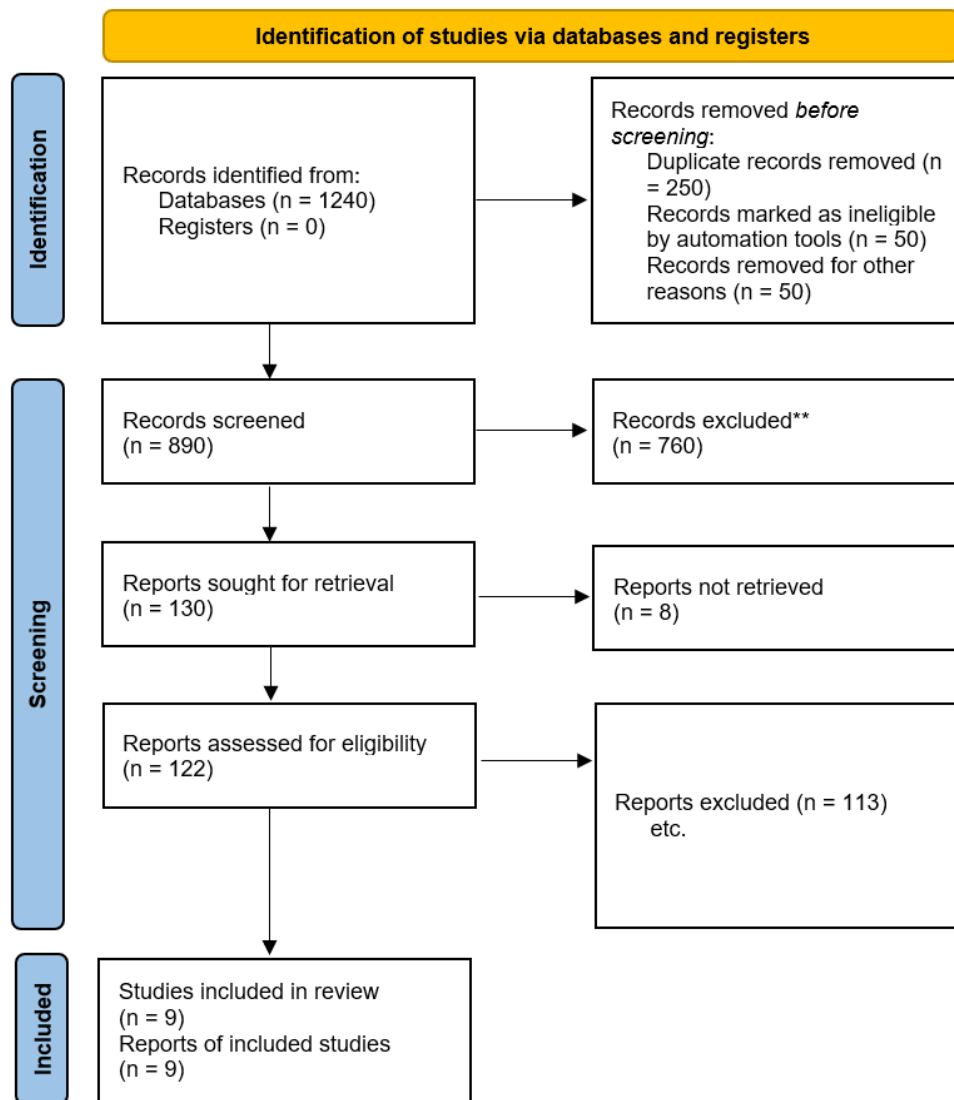 Identification of studies via databases and registers
Identification
Records identified from:
Databases (n = 1240)
Registers (n = 0)
Records removed before
screening:
Duplicate records removed (n
= 250)
Records marked as ineligible
by automation tools (n = 50)
Records removed for other
reasons (n = 50)
Screening
Records screened
(n = 890)
Records excluded**
(n = 760)
Reports sought for retrieval
(n = 130)
Reports not retrieved
(n = 8)
Reports assessed for eligibility
(n = 122)
Reports excluded (n = 113)
etc.
Included
Studies included in review
(n = 9)
Reports of included studies
(n = 9)